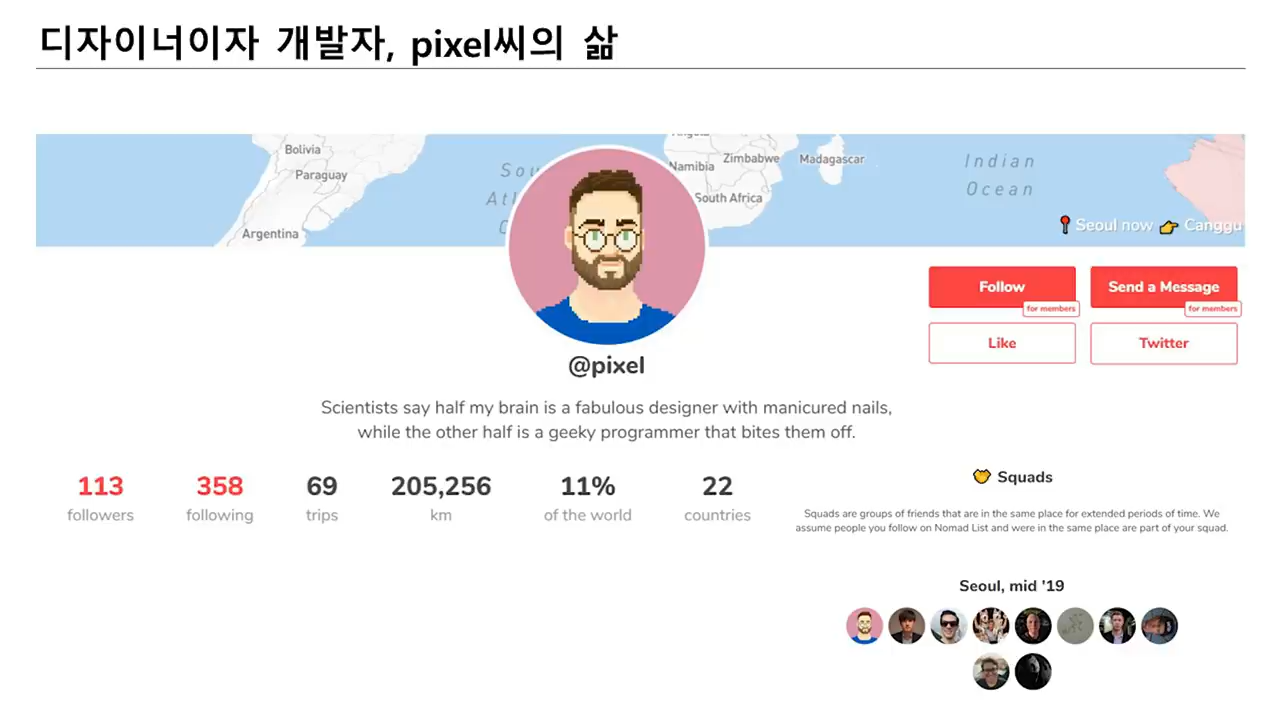 디자이너이자 개발자, pixel씨의 삶
Bolivia
Paraguay
Argentina
Namibia
Zimbabwe
Madagascar
South Africa
Indian
Ocean
📍 Seoul now 👉 Canggu
Follow
for members
Send a Message
for members
Like
Twitter
@pixel
Scientists say half my brain is a fabulous designer with manicured nails,
while the other half is a geeky programmer that bites them off.
113
followers
358
following
69
trips
205,256
km
11%
of the world
22
countries
Squads
Squads are groups of friends that are in the same place for extended periods of time. We
assume people you follow on Nomad List and were in the same place are part of your squad.
Seoul, mid '19